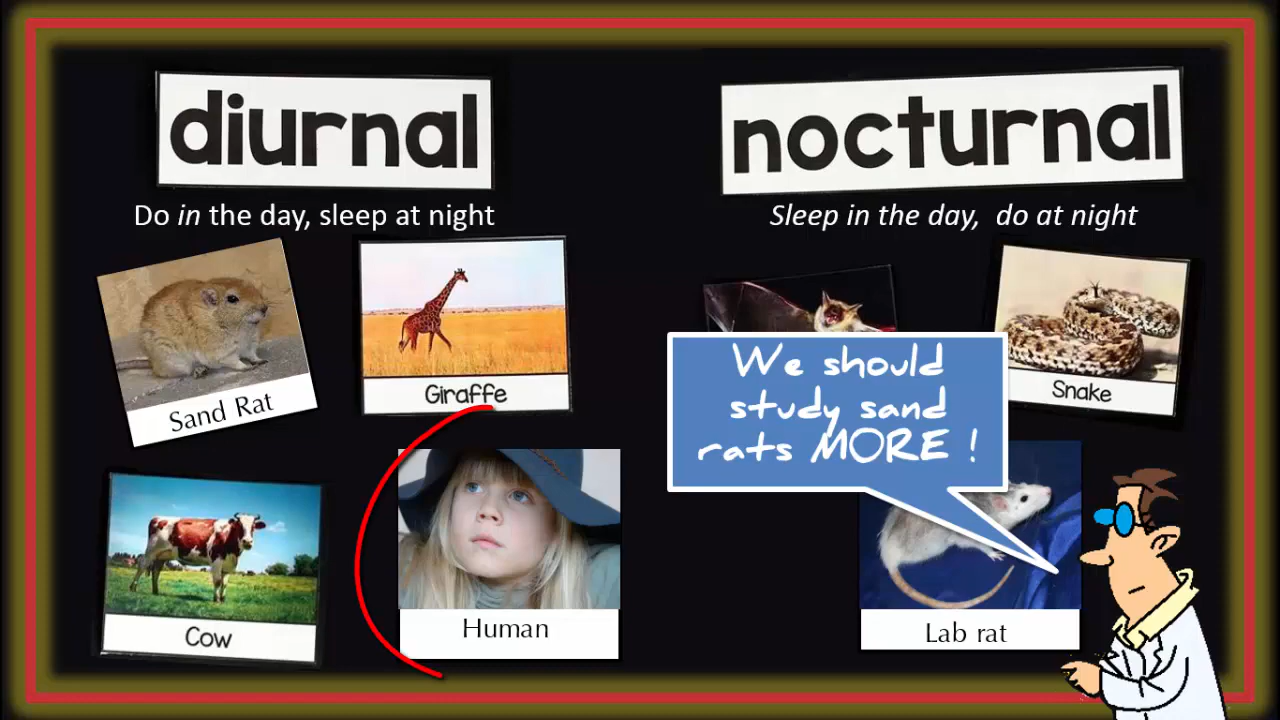 diurnal
Do in the day, sleep at night
Sand Rat
Giraffe
Cow
Human
nocturnal
Sleep in the day, do at night
Snake
We should
study sand
rats MORE !
Lab rat